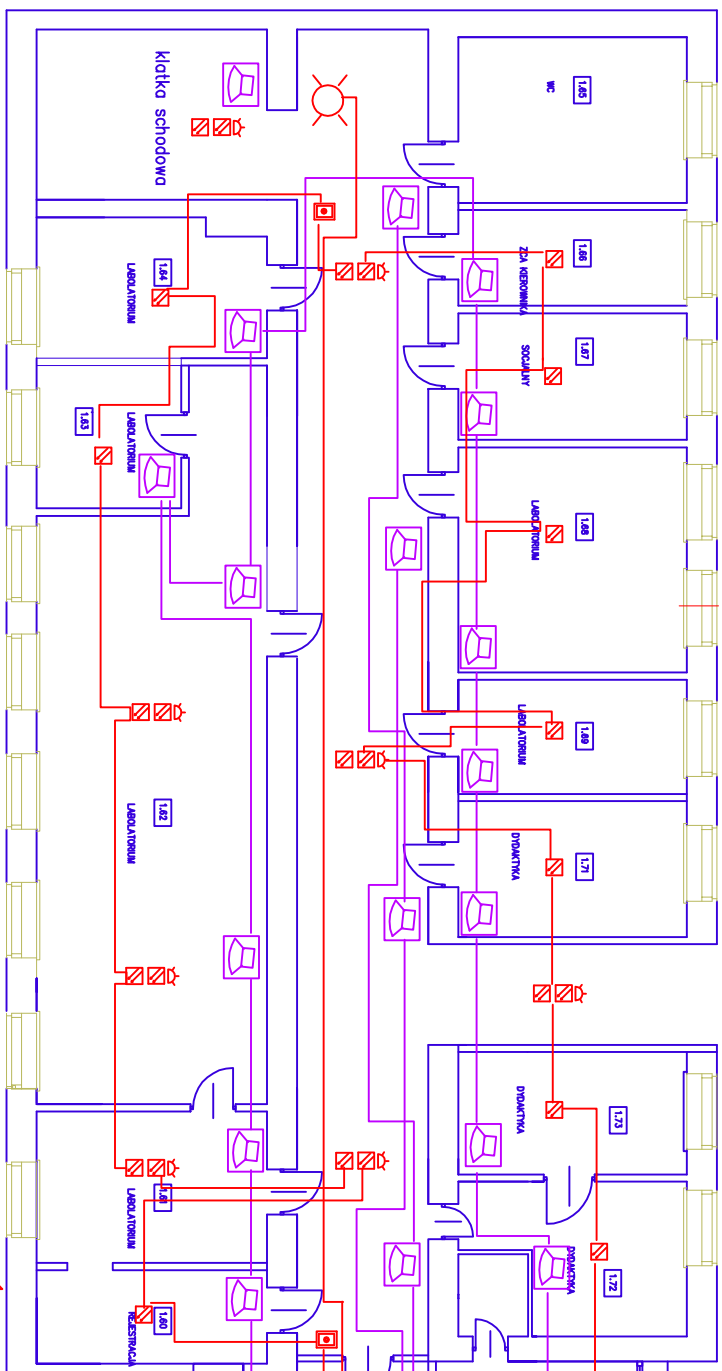 klatka schodowa
1.65
WC
1.66
Z-CA KIEROWNIKA
1.67
SOCJALNY
1.64
LABOLATORIUM
1.63
LABOLATORIUM
1.68
LABOLATORIUM
1.69
LABOLATORIUM
1.62
LABOLATORIUM
1.71
DYDAKTYKA
1.73
DYDAKTYKA
1.61
LABOLATORIUM
1.72
DYDAKTYKA
1.60
REJESTRACJA